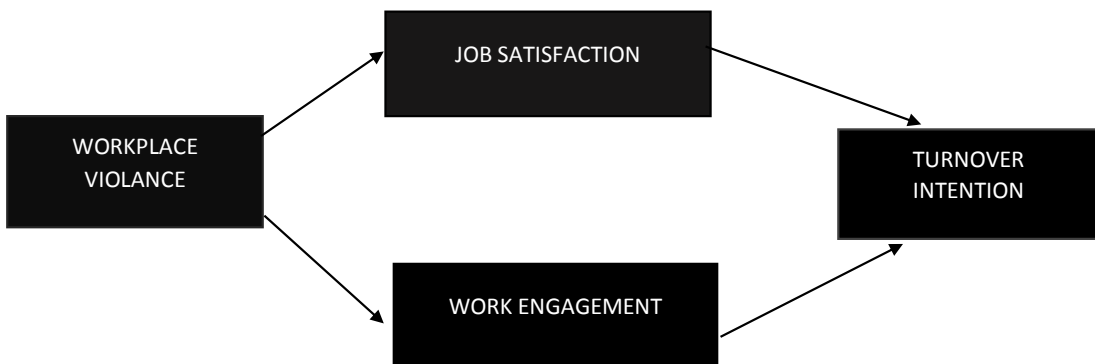 JOB SATISFACTION
WORKPLACE
VIOLANCE
TURNOVER
INTENTION
WORK ENGAGEMENT